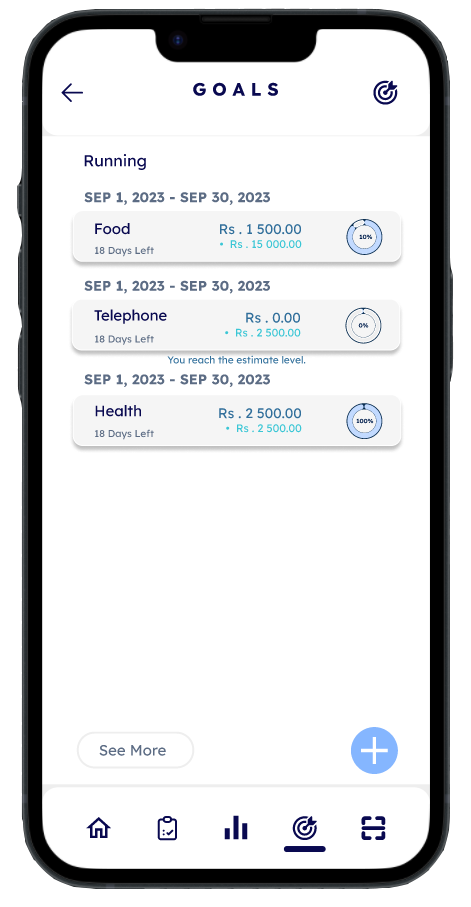 GOALS
Running
SEP 1, 2023 - SEP 30, 2023
Food
Rs . 1 500.00
18 Days Left
• Rs . 15 000.00
10%
SEP 1, 2023 - SEP 30, 2023
Telephone
Rs . 0.00
18 Days Left
• Rs . 2 500.00
0%
You reach the estimate level.
SEP 1, 2023 - SEP 30, 2023
Health
Rs . 2 500.00
18 Days Left
• Rs . 2 500.00
100%
See More